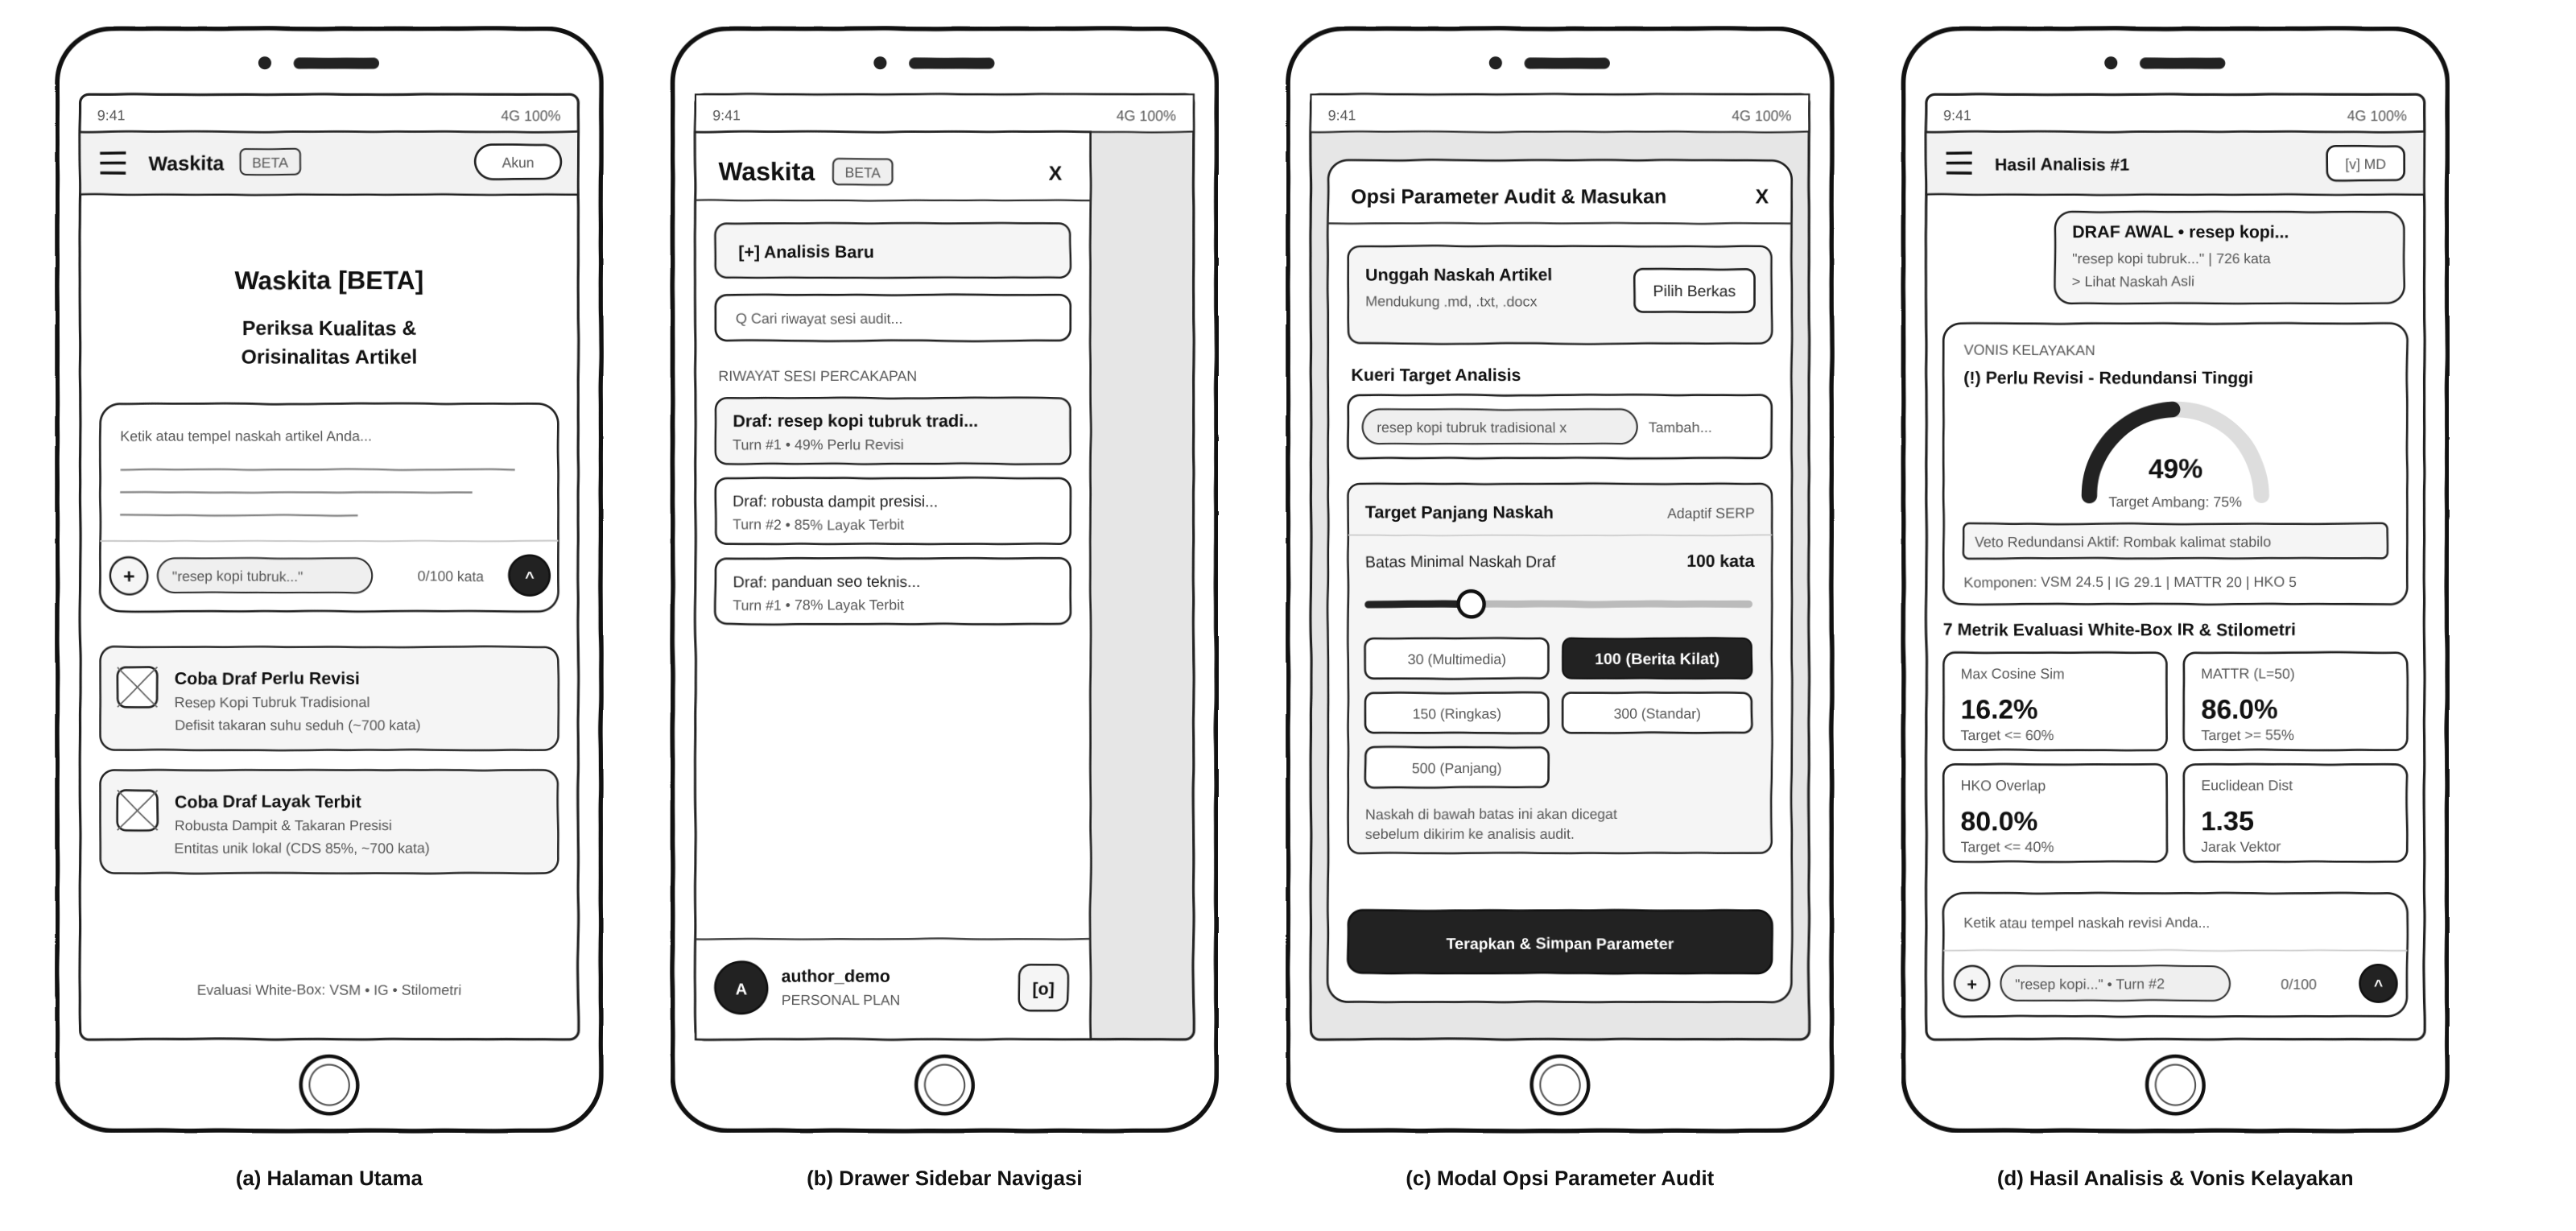 9:41 4G 100%
Waskita BETA Akun
Waskita [BETA]
Periksa Kualitas &
Orisinalitas Artikel
Ketik atau tempel naskah artikel Anda...
+ "resep kopi tubruk..." 0/100 kata ^
Coba Draf Perlu Revisi
Resep Kopi Tubruk Tradisional
Defisit takaran suhu seduh (~700 kata)
Coba Draf Layak Terbit
Robusta Dampit & Takaran Presisi
Entitas unik lokal (CDS 85%, ~700 kata)
Evaluasi White-Box: VSM • IG • Stilometri
(a) Halaman Utama
9:41 4G 100%
Waskita BETA X
[+] Analisis Baru
Q Cari riwayat sesi audit...
RIWAYAT SESI PERCAKAPAN
Draf: resep kopi tubruk tradi...
Turn #1 • 49% Perlu Revisi
Draf: robusta dampit presisi...
Turn #2 • 85% Layak Terbit
Draf: panduan seo teknis...
Turn #1 • 78% Layak Terbit
A author_demo [o]
PERSONAL PLAN
(b) Drawer Sidebar Navigasi
9:41 4G 100%
Opsi Parameter Audit & Masukan X
Unggah Naskah Artikel
Mendukung .md, .txt, .docx
Pilih Berkas
Kueri Target Analisis
resep kopi tubruk tradisional x Tambah...
Target Panjang Naskah Adaptif SERP
Batas Minimal Naskah Draf 100 kata
30 (Multimedia) 100 (Berita Kilat)
150 (Ringkas) 300 (Standar)
500 (Panjang)
Naskah di bawah batas ini akan dicegat
sebelum dikirim ke analisis audit.
Terapkan & Simpan Parameter
(c) Modal Opsi Parameter Audit
9:41 4G 100%
Hasil Analisis #1 [v] MD
DRAF AWAL • resep kopi...
"resep kopi tubruk..." | 726 kata
> Lihat Naskah Asli
VONIS KELAYAKAN
(!) Perlu Revisi - Redundansi Tinggi
49%
Target Ambang: 75%
Veto Redundansi Aktif: Rombak kalimat stabilo
Komponen: VSM 24.5 | IG 29.1 | MATTR 20 | HKO 5
7 Metrik Evaluasi White-Box IR & Stilometri
Max Cosine Sim
16.2%
Target <= 60%
MATTR (L=50)
86.0%
Target >= 55%
HKO Overlap
80.0%
Target <= 40%
Euclidean Dist
1.35
Jarak Vektor
Ketik atau tempel naskah revisi Anda...
+ "resep kopi..." • Turn #2 0/100 ^
(d) Hasil Analisis & Vonis Kelayakan